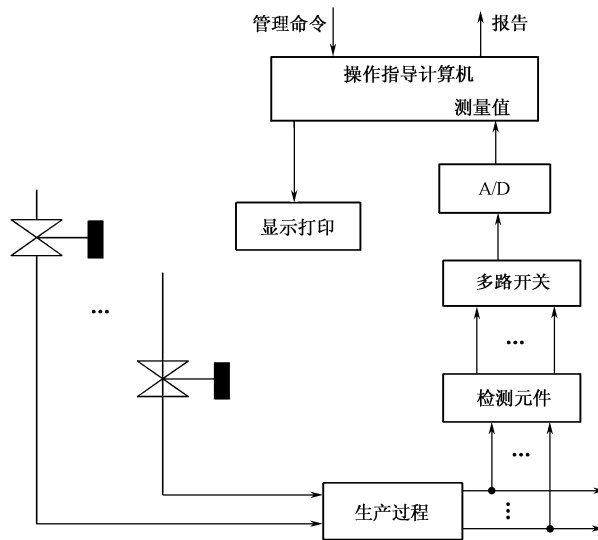 管理命令
报告
操作指导计算机
测量值
A/D
显示打印
多路开关
...
...
检测元件
...
生产过程
...